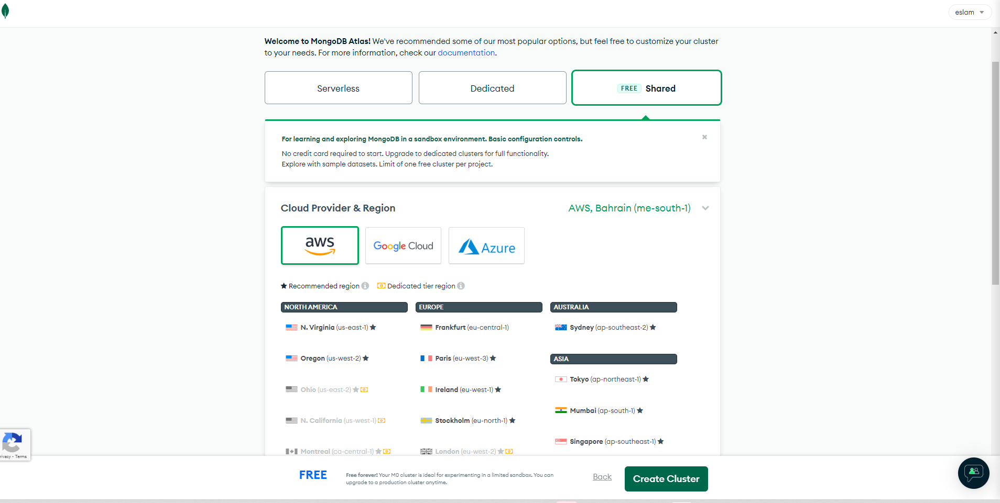 eslam
Welcome to MongoDB Atlas! We've recommended some of our most popular options, but feel free to customize your cluster
to your needs. For more information, check our documentation.
Serverless
Dedicated
FREE Shared
For learning and exploring MongoDB in a sandbox environment. Basic configuration controls.
No credit card required to start. Upgrade to dedicated clusters for full functionality.
Explore with sample datasets. Limit of one free cluster per project.
Cloud Provider & Region
AWS, Bahrain (me-south-1)
aws
Google Cloud
Azure
Recommended region
Dedicated tier region
NORTH AMERICA
N. Virginia (us-east-1)
Oregon (us-west-2)
Ohio (us-east-2)
N. California (us-west-1)
Montreal (ca-central-1)
EUROPE
Frankfurt (eu-central-1)
Paris (eu-west-3)
Ireland (eu-west-1)
Stockholm (eu-north-1)
London (eu-west-2)
AUSTRALIA
Sydney (ap-southeast-2)
ASIA
Tokyo (ap-northeast-1)
Mumbai (ap-south-1)
Singapore (ap-southeast-1)
rivacy - Terms
FREE
Free forever! Your M0 cluster is ideal for experimenting in a limited sandbox. You can
upgrade to a production cluster anytime.
Back
Create Cluster